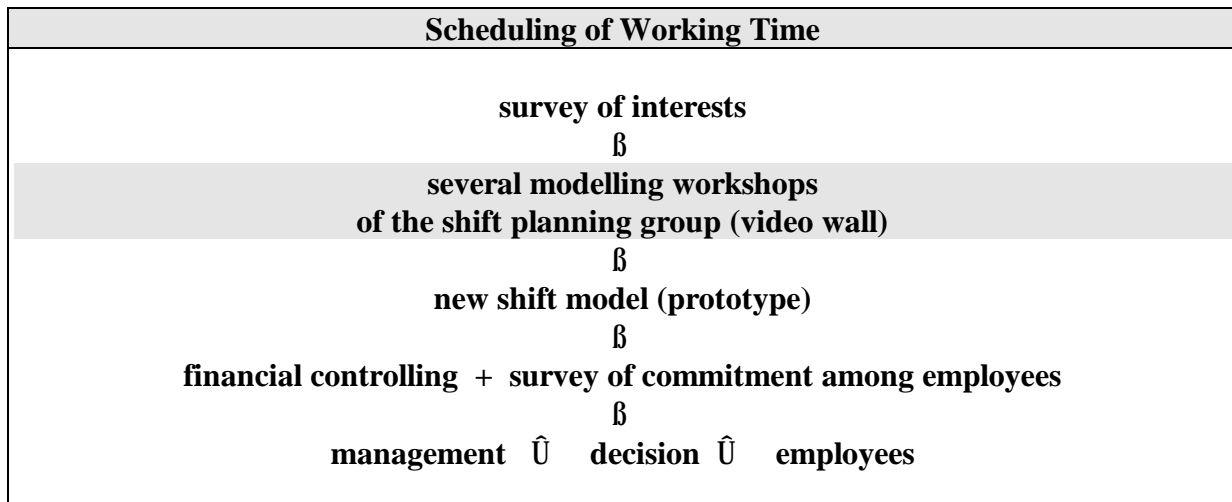 Scheduling of Working Time
survey of interests
ß
several modelling workshops
of the shift planning group (video wall)
ß
new shift model (prototype)
ß
financial controlling + survey of commitment among employees
ß
management Û decision Û employees